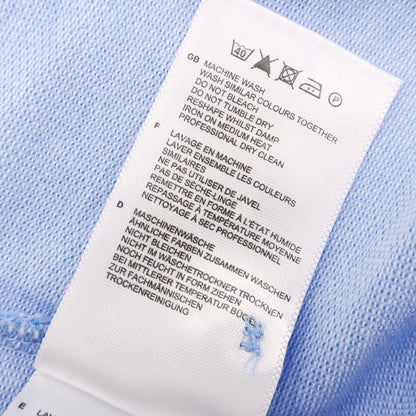 40 P
GB MACHINE WASH
WASH SIMILAR COLOURS TOGETHER
DO NOT BLEACH
DO NOT TUMBLE DRY
RESHAPE WHILST DAMP
IRON ON MEDIUM HEAT
PROFESSIONAL DRY CLEAN
F LAVAGE EN MACHINE
LAVER ENSEMBLE LES COULEURS
SIMILAIRES
NE PAS UTILISER DE JAVEL
PAS DE SÈCHE-LINGE
REMETTRE EN FORME À L'ÉTAT HUMIDE
REPASSAGE À TEMPÉRATURE MOYENNE
NETTOYAGE À SEC PROFESSIONNEL
D MASCHINENWÄSCHE
ÄHNLICHE FARBEN ZUSAMMEN WASCHEN
NICHT BLEICHEN
NICHT IM WÄSCHETROCKNER TROCKNEN
NOCH FEUCHT IN FORM ZIEHEN
BEI MITTLERER TEMPERATUR BÜGELN
ZUR FACHMÄNNISCHEN
TROCKENREINIGUNG
E